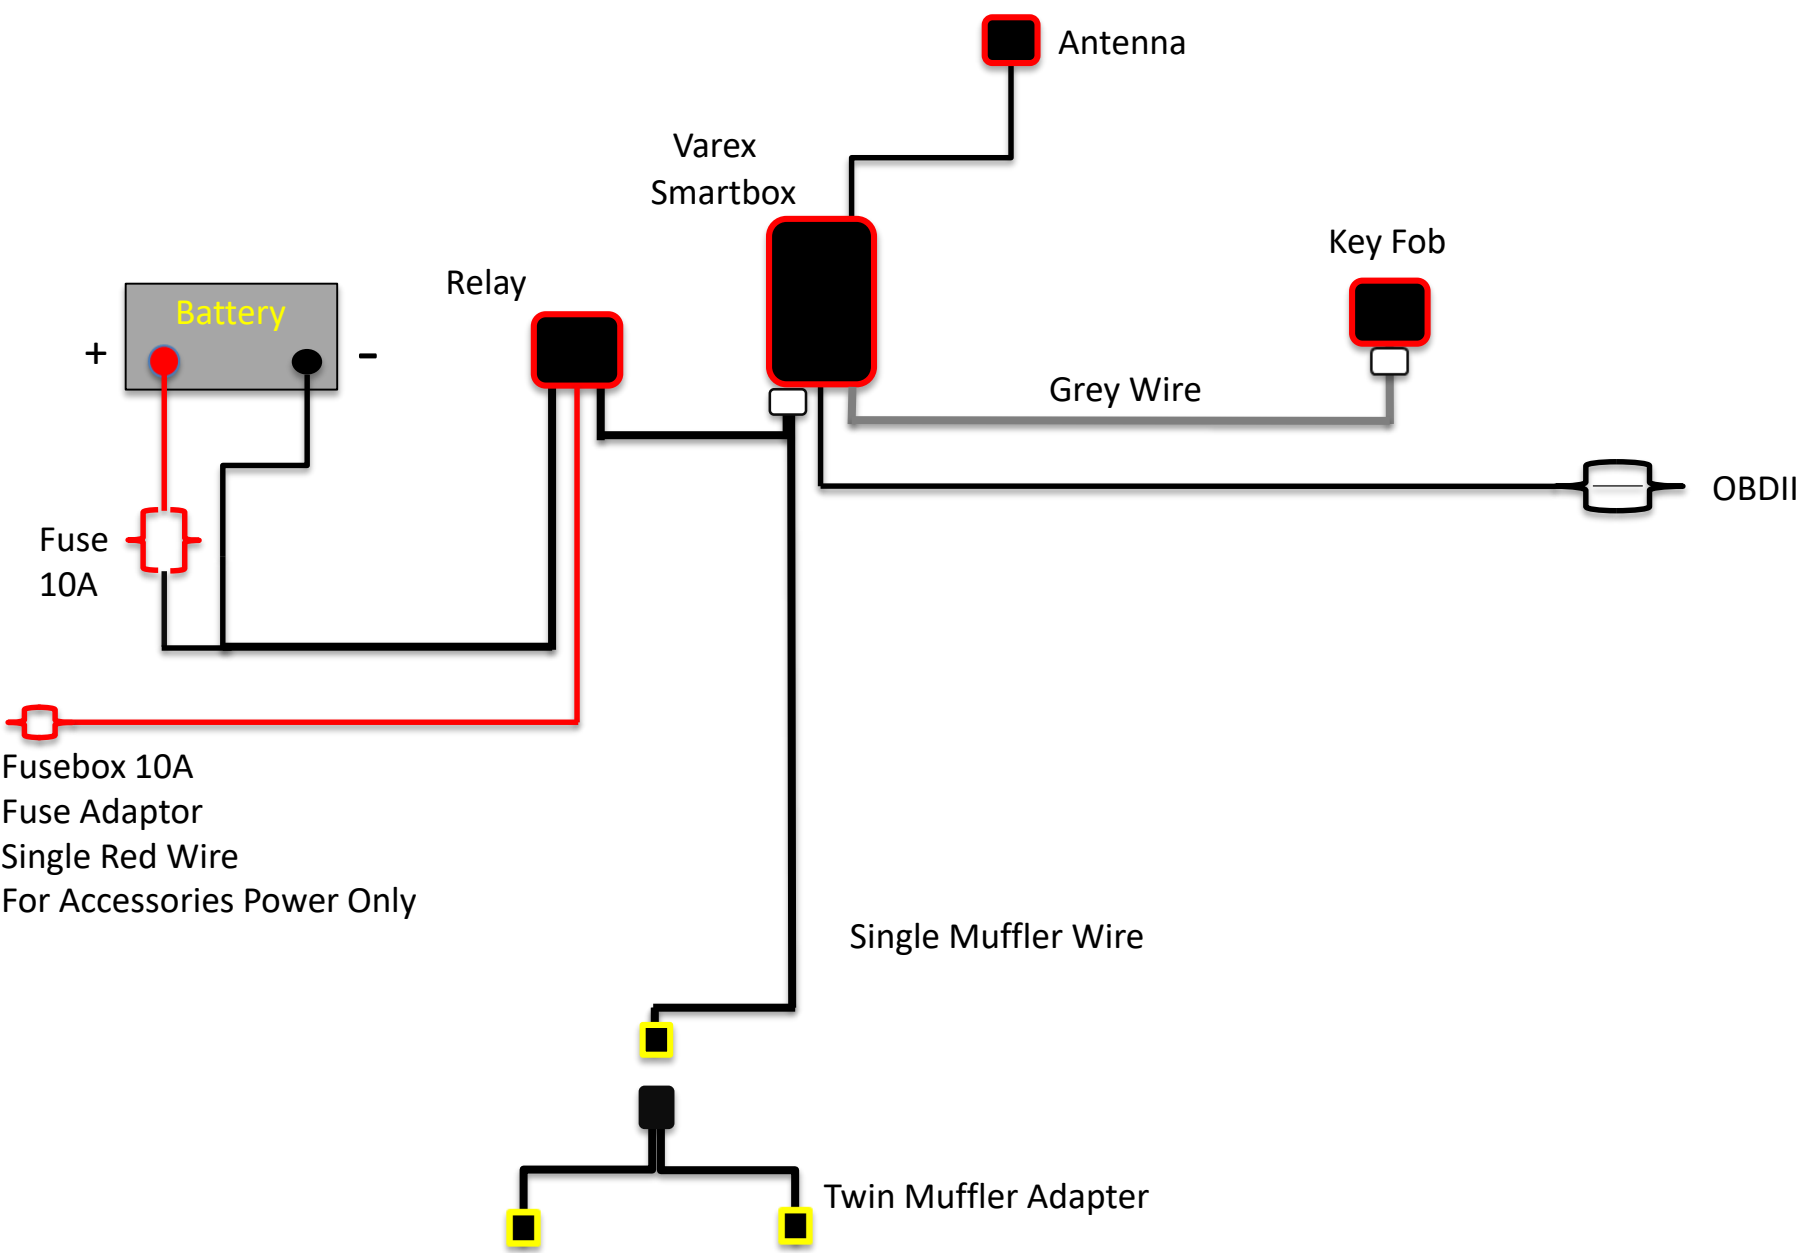 Antenna
Varex
Smartbox
Key Fob
Relay
Battery
+
-
Grey Wire
OBDII
Fuse
10A
Fusebox 10A
Fuse Adaptor
Single Red Wire
For Accessories Power Only
Single Muffler Wire
Twin Muffler Adapter